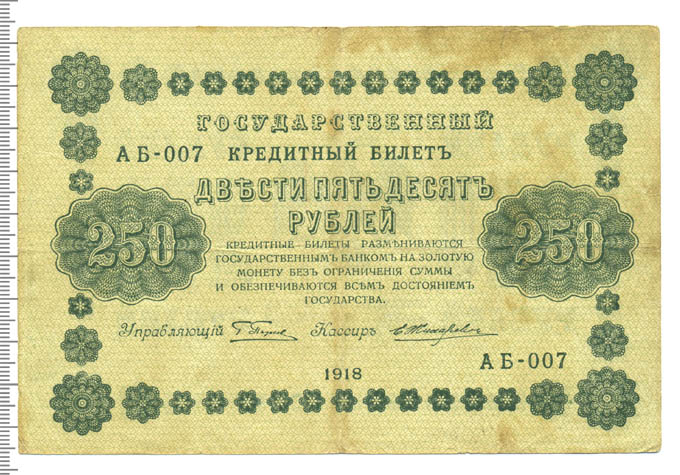 ГОСУДАРСТВЕННЫЙ
АБ-007 КРЕДИТНЫЙ БИЛЕТЪ
ДВѢСТИ ПЯТЬДЕСЯТЪ
РУБЛЕЙ
250
250
КРЕДИТНЫЕ БИЛЕТЫ РАЗМѢНИВАЮТСЯ
ГОСУДАРСТВЕННЫМЪ БАНКОМЪ НА ЗОЛОТУЮ
МОНЕТУ БЕЗЪ ОГРАНИЧЕНІЯ СУММЫ
И ОБЕЗПЕЧИВАЮТСЯ ВСѢМЪ ДОСТОЯНІЕМЪ
ГОСУДАРСТВА.
Управляющій Кассиръ
АБ-007
1918